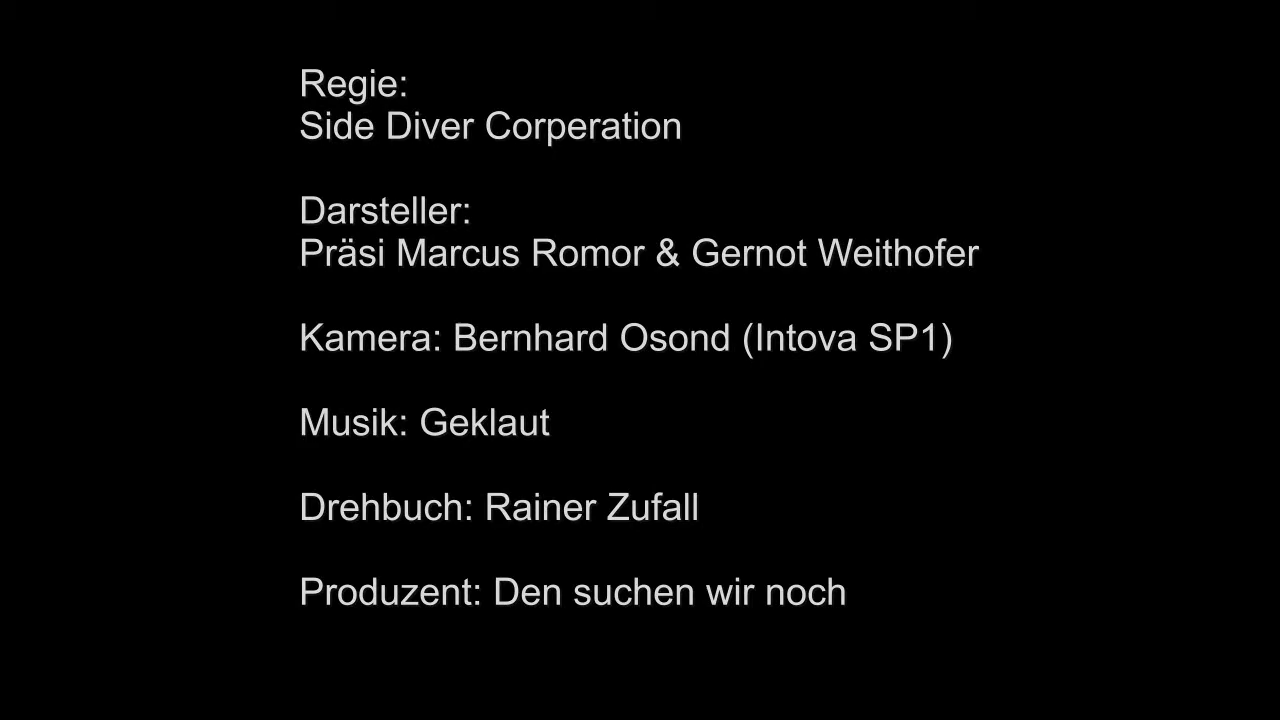 Regie:
Side Diver Corperation
Darsteller:
Präsi Marcus Romor & Gernot Weithofer
Kamera: Bernhard Osond (Intova SP1)
Musik: Geklaut
Drehbuch: Rainer Zufall
Produzent: Den suchen wir noch